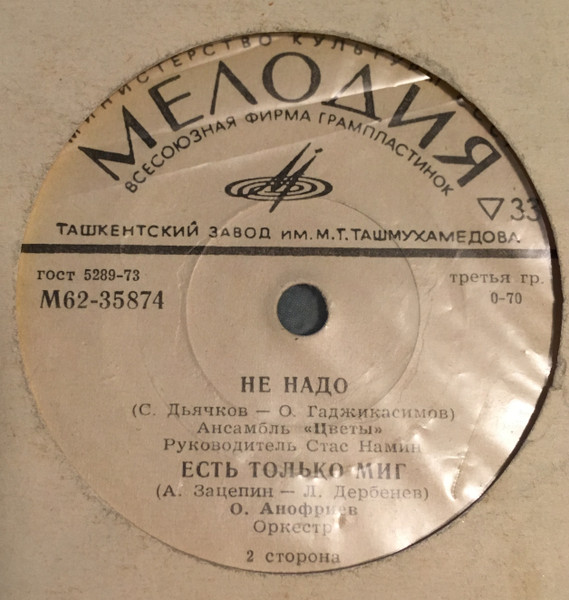 МИНИСТЕРСТВО КУЛЬТУРЫ
МЕЛОДИЯ
ВСЕСОЮЗНАЯ ФИРМА ГРАМПЛАСТИНОК
33
ТАШКЕНТСКИЙ ЗАВОД ИМ. М.Т. ТАШМУХАМЕДОВА
ГОСТ 5289-73
третья гр.
М62-35874
0-70
НЕ НАДО
(С. Дьячков — О. Гаджикасимов)
Ансамбль «Цветы»
Руководитель Стас Намин
ЕСТЬ ТОЛЬКО МИГ
(А. Зацепин — Л. Дербенев)
О. Анофриев
Оркестр
2 сторона